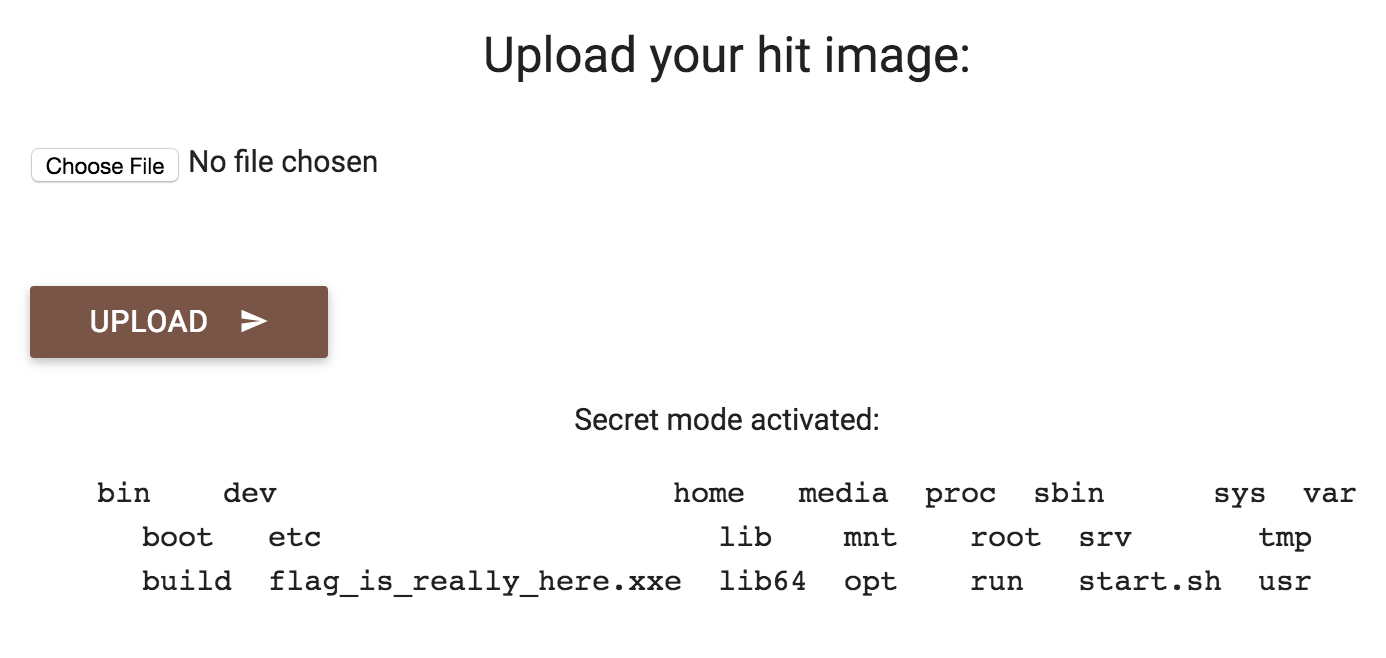 Upload your hit image:
Choose File No file chosen
UPLOAD
Secret mode activated:
bin dev home media proc sbin sys var
boot etc lib mnt root srv tmp
build flag_is_really_here.xxe lib64 opt run start.sh usr